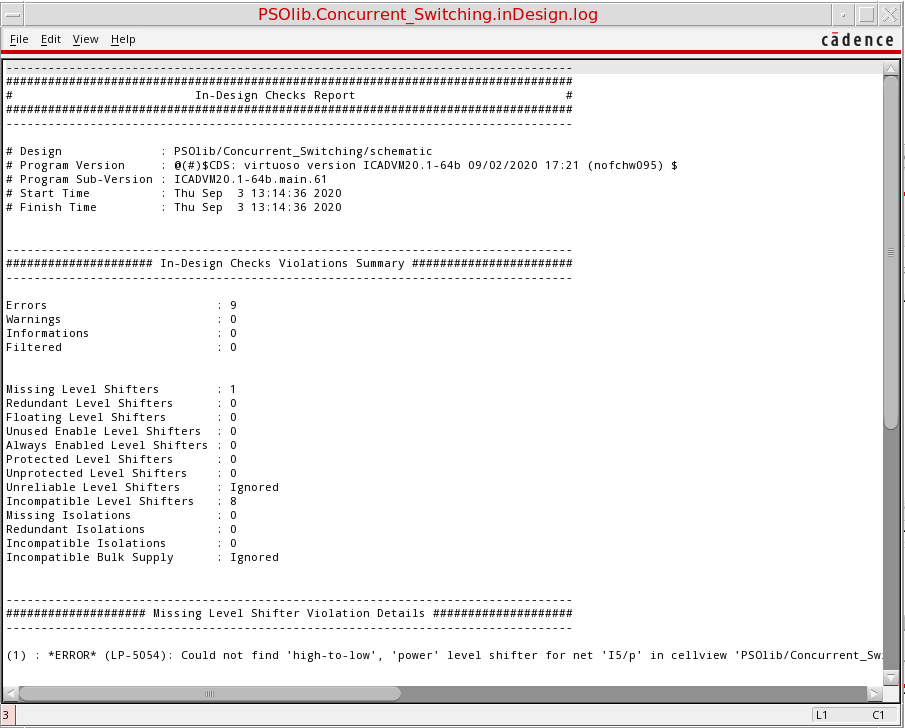 PSOlib.Concurrent_Switching.inDesign.log
File Edit View Help
cādence
---------------------------------------------------------------------------------
#################################################################################
#                          In-Design Checks Report                              #
#################################################################################
---------------------------------------------------------------------------------
# Design              : PSOlib/Concurrent_Switching/schematic
# Program Version     : @(#)$CDS: virtuoso version ICADVM20.1-64b 09/02/2020 17:21 (nofchw095) $
# Program Sub-Version : ICADVM20.1-64b.main.61
# Start Time          : Thu Sep  3 13:14:36 2020
# Finish Time         : Thu Sep  3 13:14:36 2020
---------------------------------------------------------------------------------
##################### In-Design Checks Violations Summary #######################
---------------------------------------------------------------------------------
Errors                        : 9
Warnings                      : 0
Informations                  : 0
Filtered                      : 0
Missing Level Shifters        : 1
Redundant Level Shifters      : 0
Floating Level Shifters       : 0
Unused Enable Level Shifters  : 0
Always Enabled Level Shifters : 0
Protected Level Shifters      : 0
Unprotected Level Shifters    : 0
Unreliable Level Shifters     : Ignored
Incompatible Level Shifters   : 8
Missing Isolations            : 0
Redundant Isolations          : 0
Incompatible Isolations       : 0
Incompatible Bulk Supply      : Ignored
---------------------------------------------------------------------------------
#################### Missing Level Shifter Violation Details ####################
---------------------------------------------------------------------------------
(1) : *ERROR* (LP-5054): Could not find 'high-to-low', 'power' level shifter for net 'I5/p' in cellview 'PSOlib/Concurrent_Sw
3 L1 C1